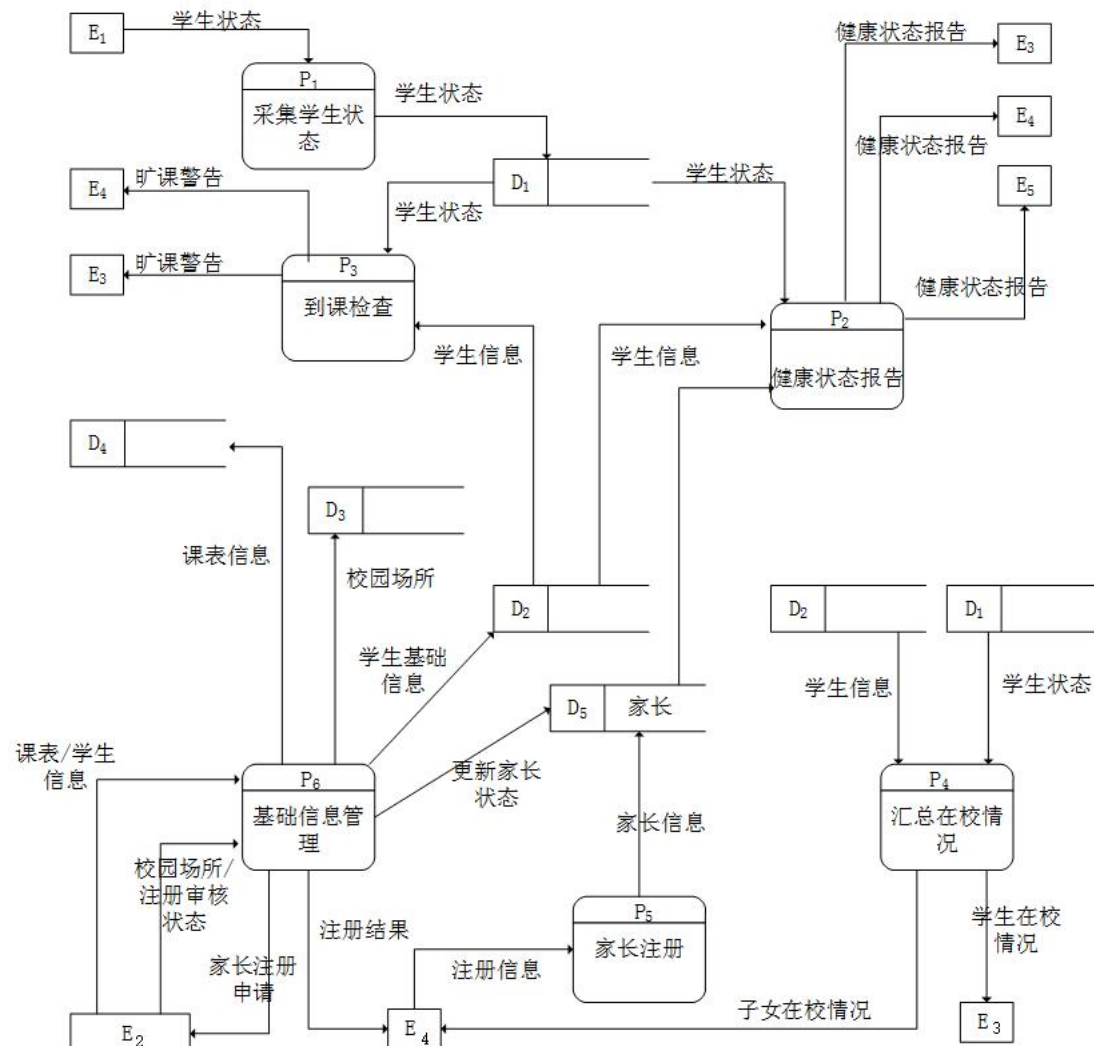 E₁
学生状态
健康状态报告
E₃
P₁
采集学生状
态
学生状态
E₄
健康状态报告
E₄
旷课警告
D₁
学生状态
E₅
学生状态
E₃
旷课警告
P₃
到课检查
健康状态报告
P₂
健康状态报告
学生信息
学生信息
D₄
D₃
课表信息
校园场所
D₂
D₂
D₁
学生基础
信息
学生信息
学生状态
D₅
家长
课表/学生
信息
P₆
基础信息管
理
更新家长
状态
P₄
汇总在校情
况
家长信息
校园场所/
注册审核
状态
注册结果
P₅
家长注册
学生在校
情况
家长注册
申请
注册信息
子女在校情况
E₂
E₄
E₃